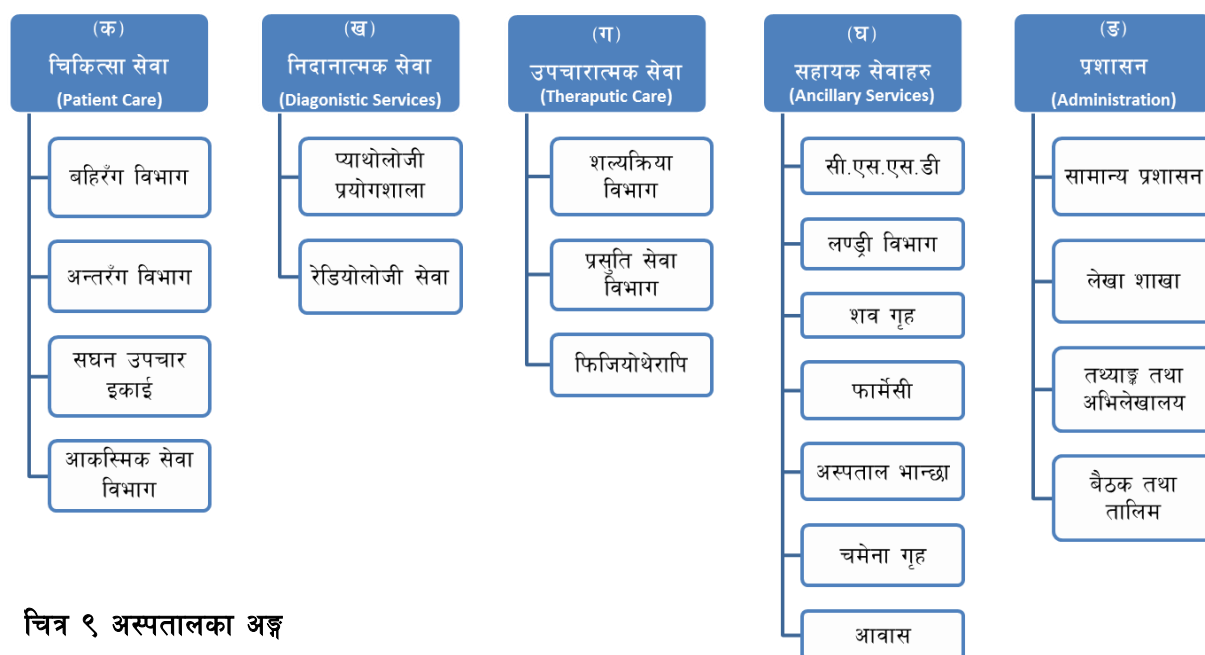 (क)
चिकित्सा सेवा
(Patient Care)
बहिरँग विभाग
अन्तरँग विभाग
सघन उपचार
इकाई
आकस्मिक सेवा
विभाग
(ख)
निदानात्मक सेवा
(Diagonistic Services)
प्याथोलोजी
प्रयोगशाला
रेडियोलोजी सेवा
(ग)
उपचारात्मक सेवा
(Theraputic Care)
शल्यक्रिया
विभाग
प्रसुति सेवा
विभाग
फिजियोथेरापि
(घ)
सहायक सेवाहरु
(Ancillary Services)
सी.एस.एस.डी
लण्ड्री विभाग
शव गृह
फार्मेसी
अस्पताल भान्छा
चमेना गृह
आवास
(ङ)
प्रशासन
(Administration)
सामान्य प्रशासन
लेखा शाखा
तथ्याङ्क तथा
अभिलेखालय
बैठक तथा
तालिम
चित्र ९ अस्पतालका अङ्ग